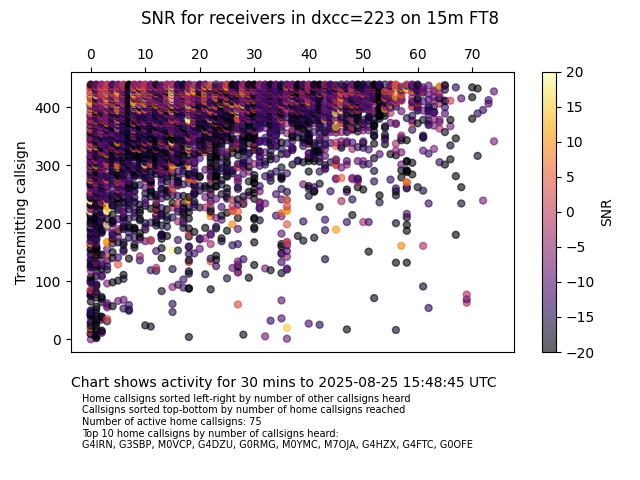 SNR for receivers in dxcc=223 on 15m FT8
0 10 20 30 40 50 60 70
400
300
200
100
0
Transmitting callsign
20
15
10
5
0
−5
−10
−15
−20
SNR
Chart shows activity for 30 mins to 2025-08-25 15:48:45 UTC
Home callsigns sorted left-right by number of other callsigns heard
Callsigns sorted top-bottom by number of home callsigns reached
Number of active home callsigns: 75
Top 10 home callsigns by number of callsigns heard:
G4IRN, G3SBP, M0VCP, G4DZU, G0RMG, M0YMC, M7OJA, G4HZX, G4FTC, G0OFE